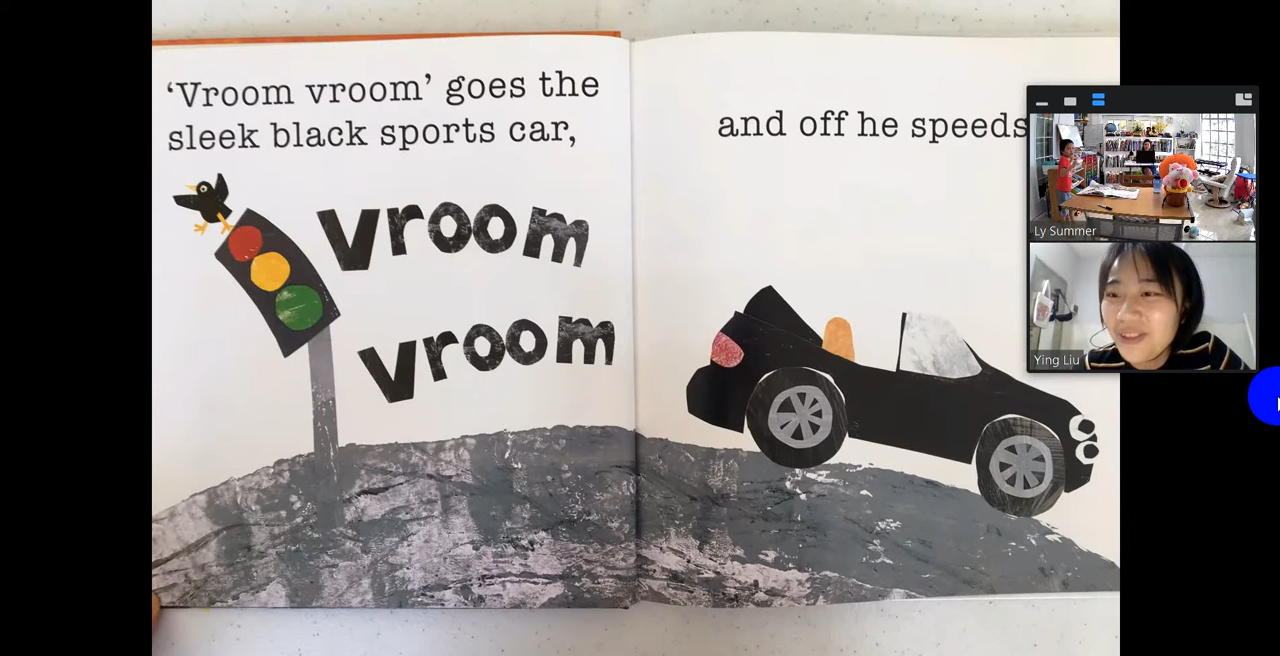 ‘Vroom vroom’ goes the
sleek black sports car,
vroom
vroom
and off he speeds
Ly Summer
Ying Liu